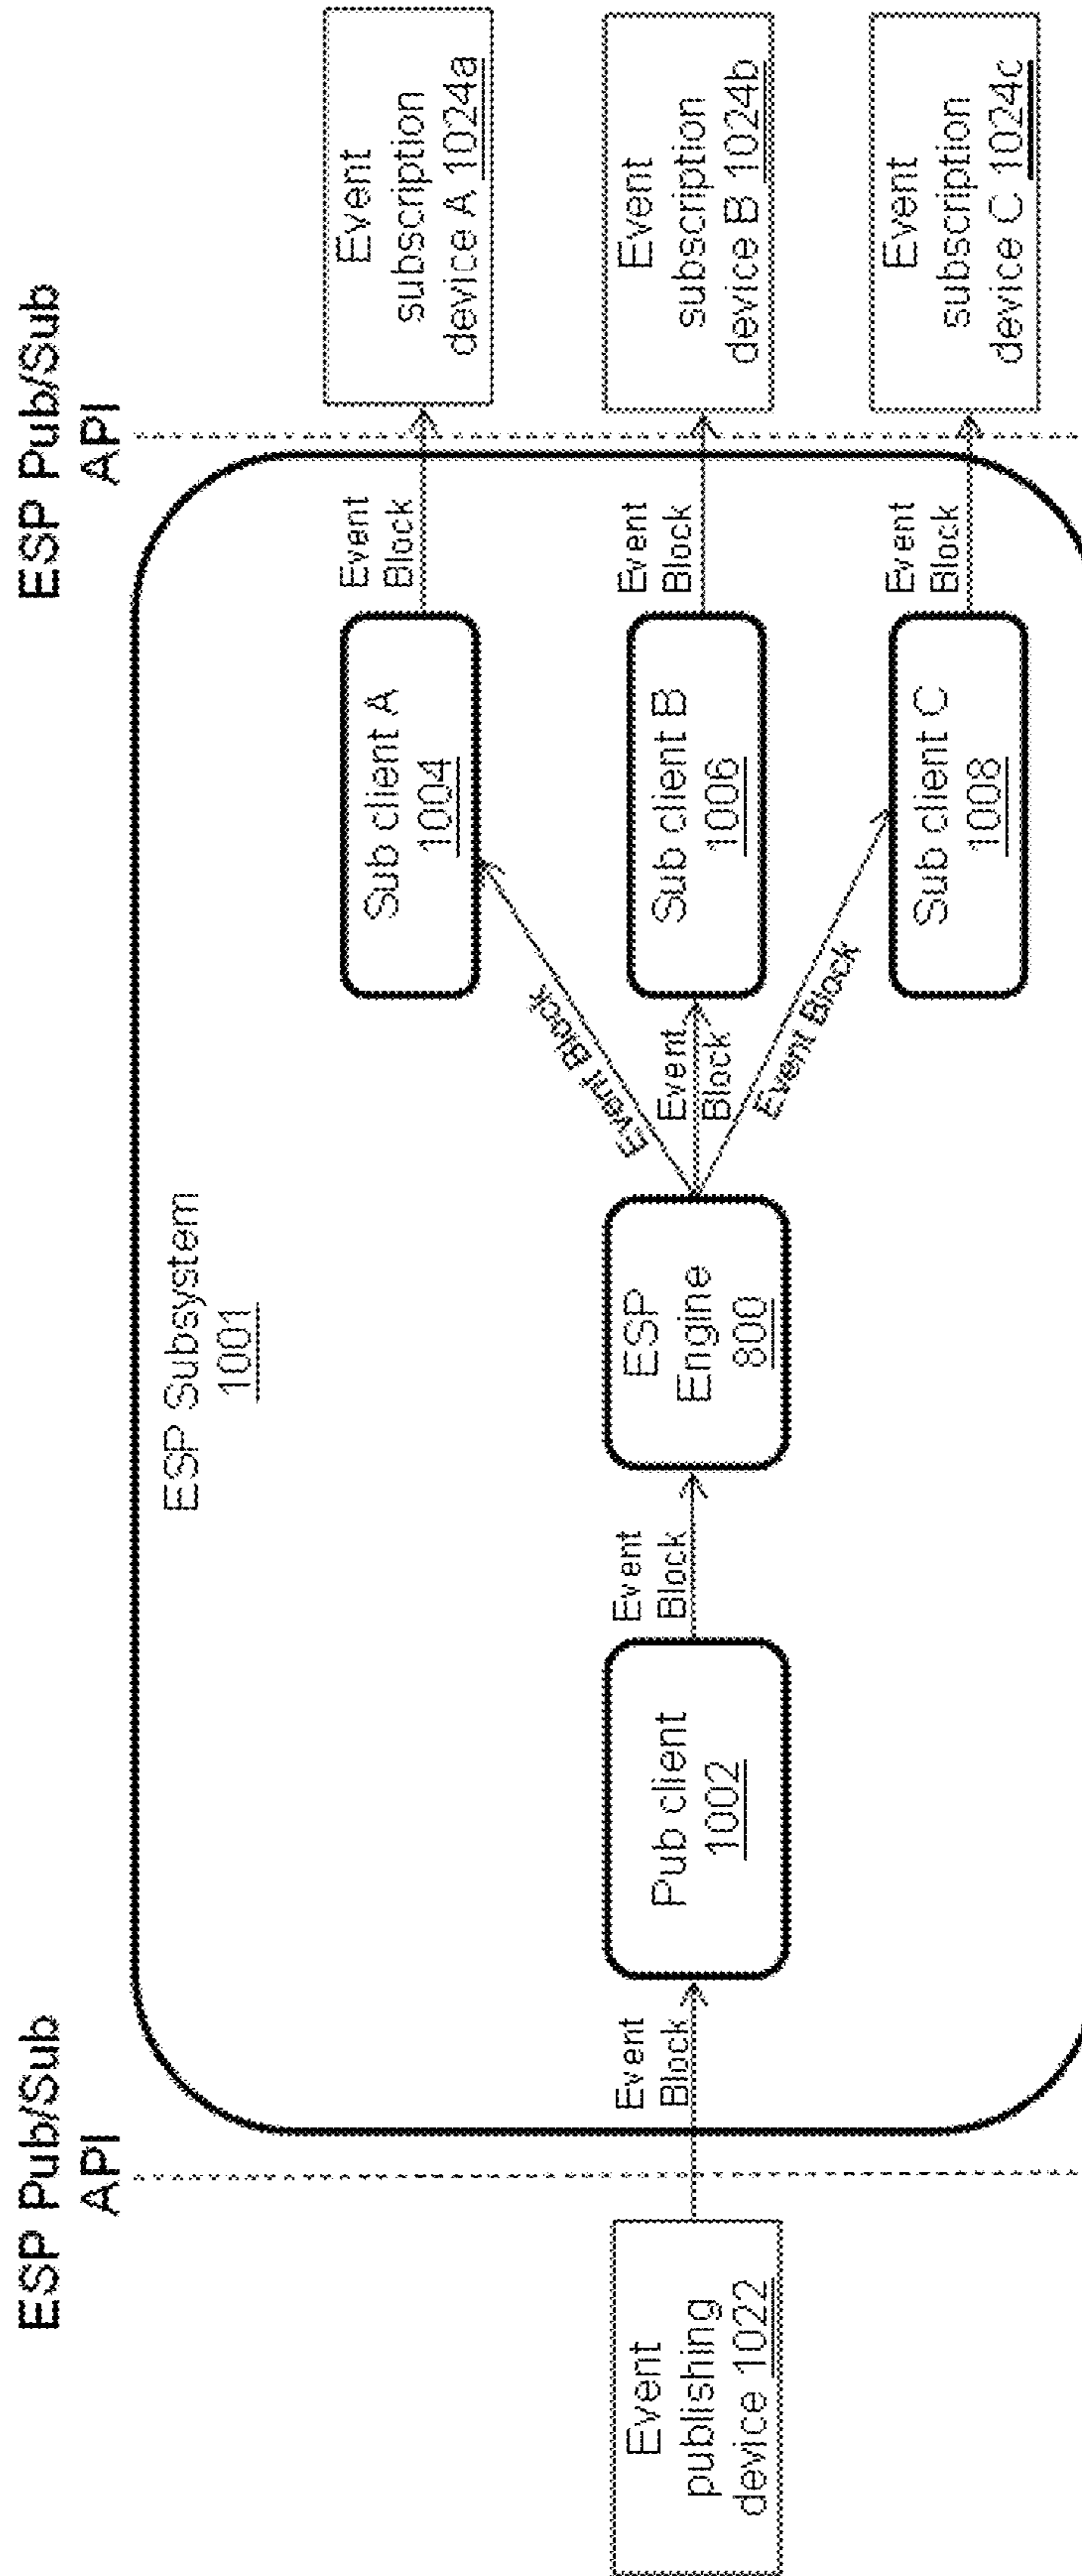 ESP Pub/Sub
API
ESP Pub/Sub
API
ESP Subsystem
1001
Event
publishing
device 1022
Event
Block
Pub client
1002
Event
Block
ESP
Engine
800
Event Block
Event
Block
Event Block
Sub client A
1004
Sub client B
1006
Sub client C
1008
Event
Block
Event
Block
Event
Block
Event
subscription
device A 1024a
Event
subscription
device B 1024b
Event
subscription
device C 1024c